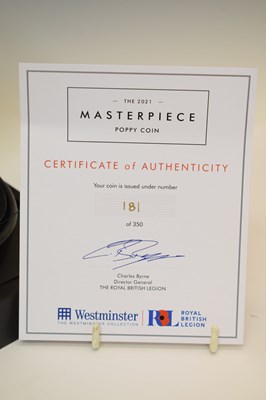 — THE 2021 —
MASTERPIECE
POPPY COIN
CERTIFICATE of AUTHENTICITY
Your coin is issued under number
181
of 350
Charles Byrne
Director General
THE ROYAL BRITISH LEGION
Westminster
THE WESTMINSTER COLLECTION
RBL
ROYAL
BRITISH
LEGION